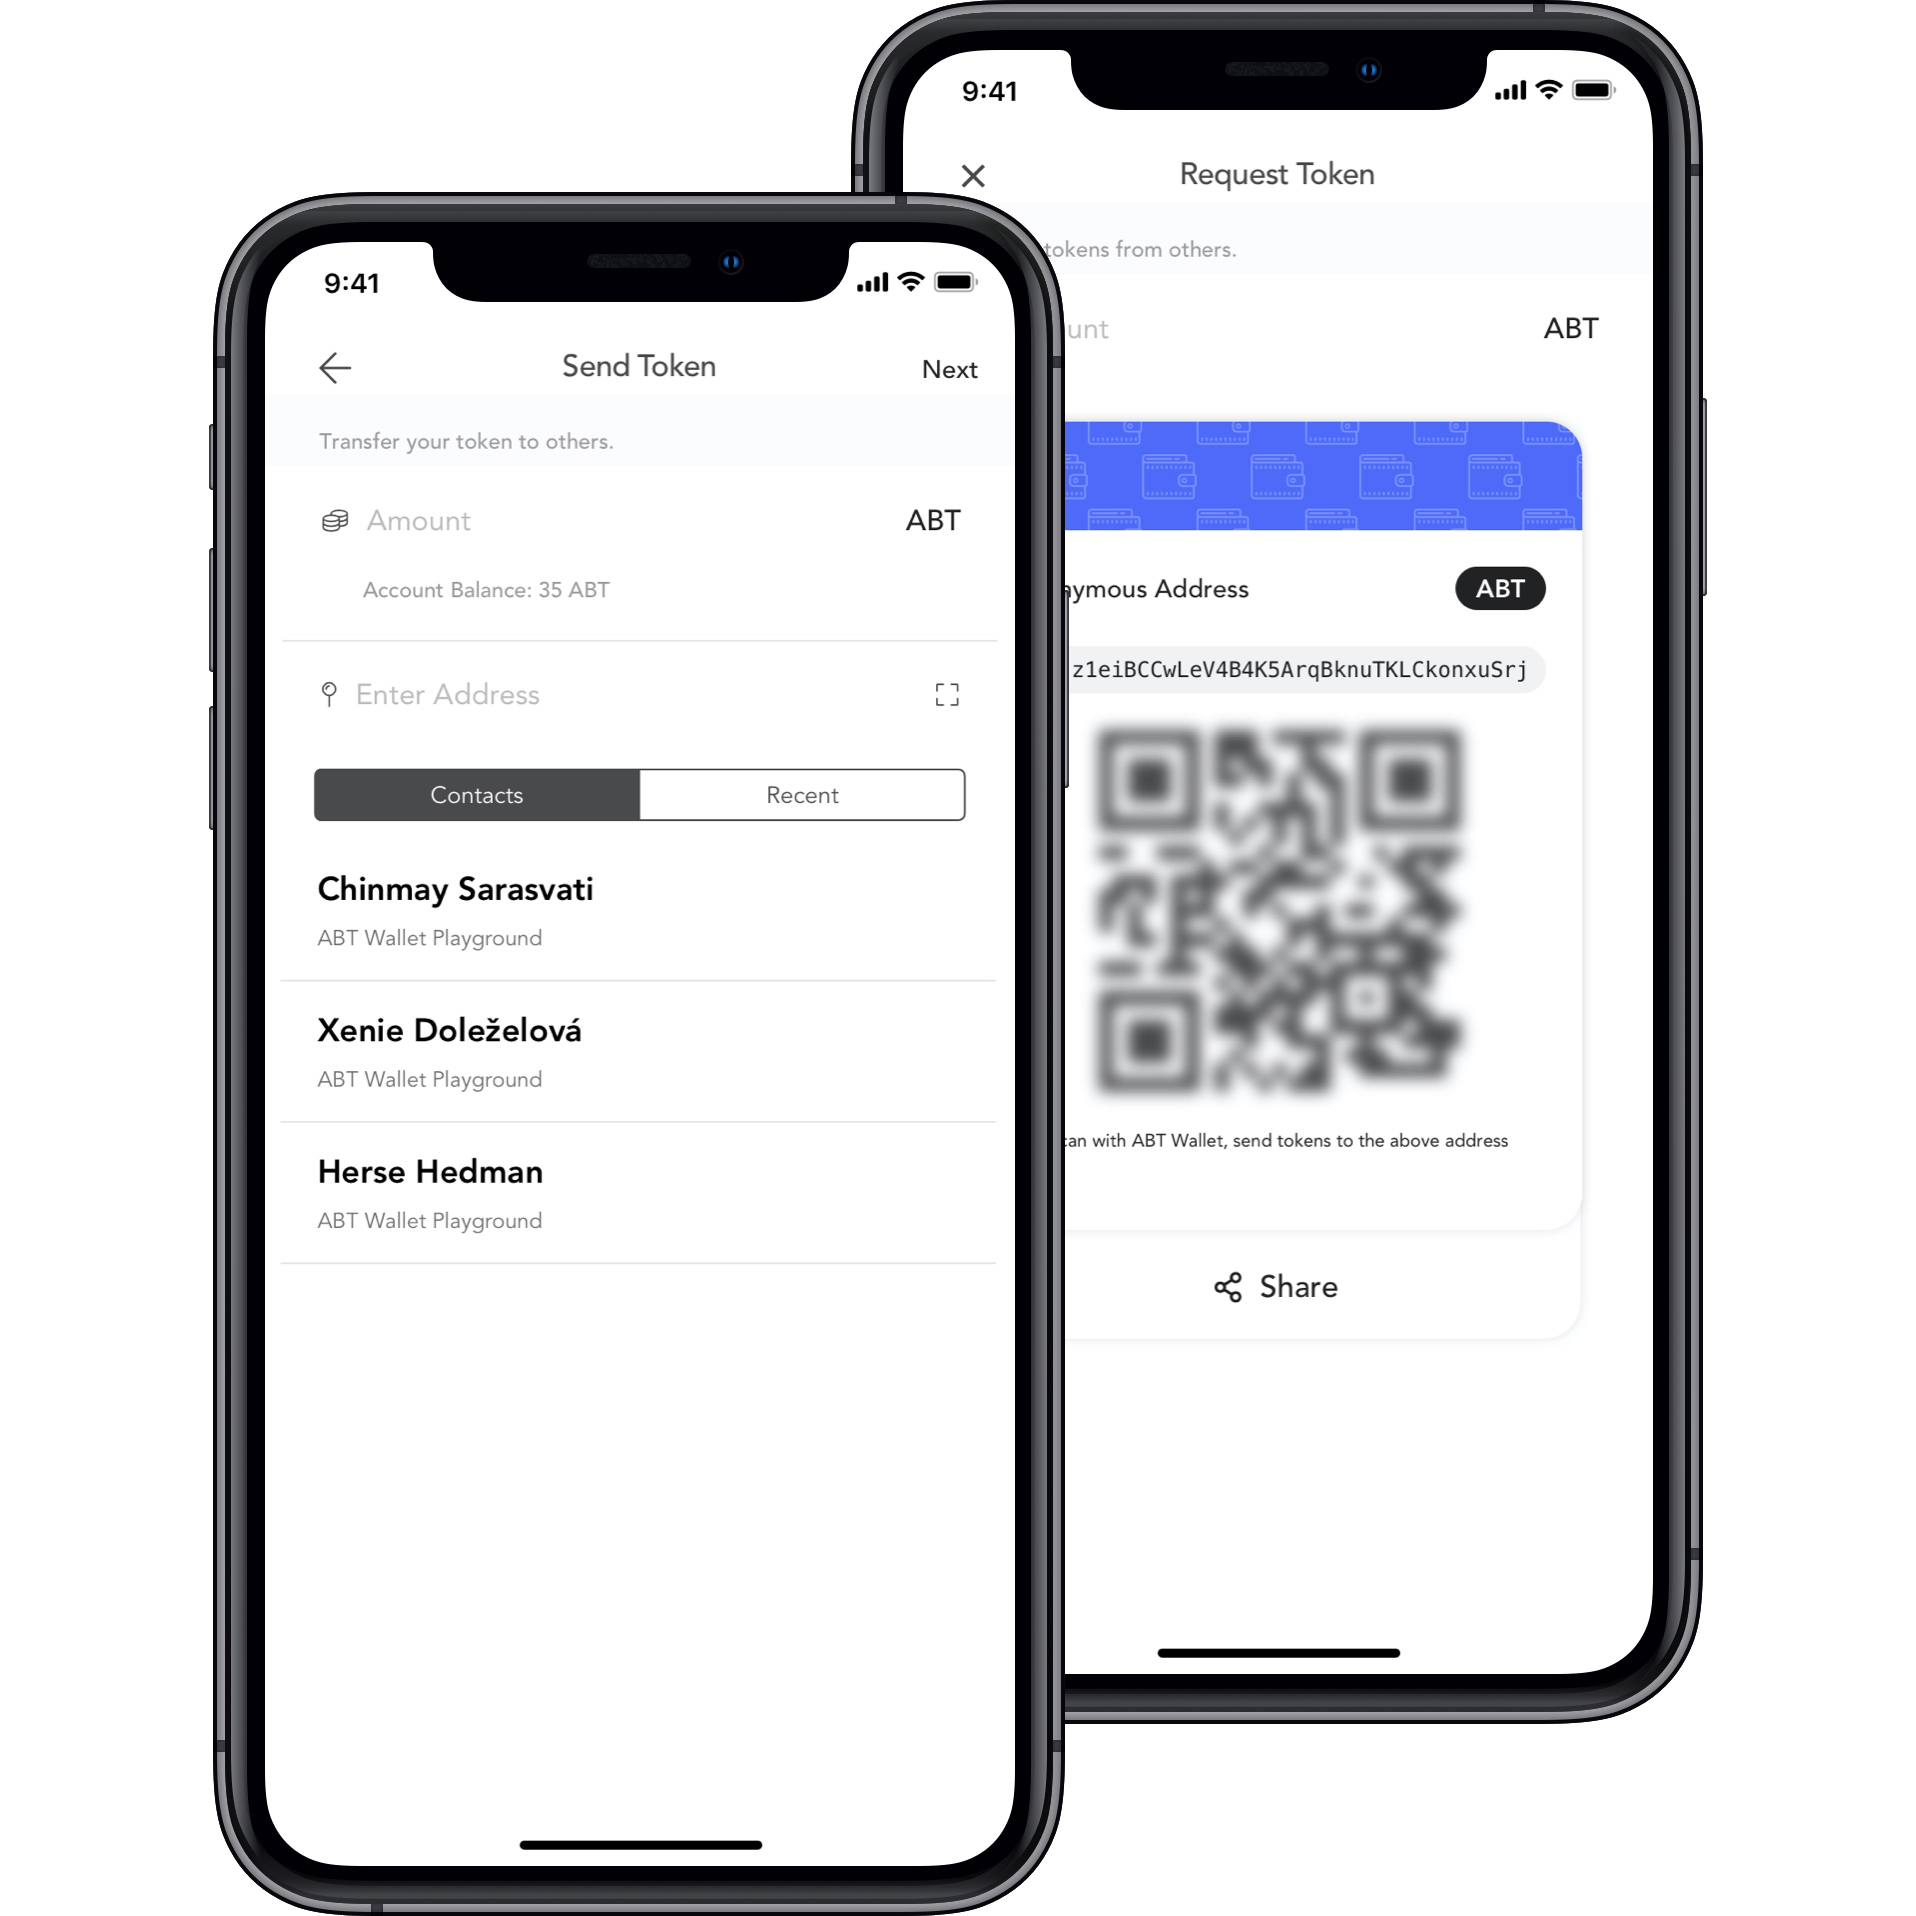 9:41
Send Token
Next
Transfer your token to others.
Amount
ABT
Account Balance: 35 ABT
Enter Address
Contacts
Recent
Chinmay Sarasvati
ABT Wallet Playground
Xenie Doleželová
ABT Wallet Playground
Herse Hedman
ABT Wallet Playground
9:41
Request Token
tokens from others.
unt
ABT
ymous Address
ABT
z1eiBCCwLeV4B4K5ArqBknuTKLCkonxuSrj
an with ABT Wallet, send tokens to the above address
Share